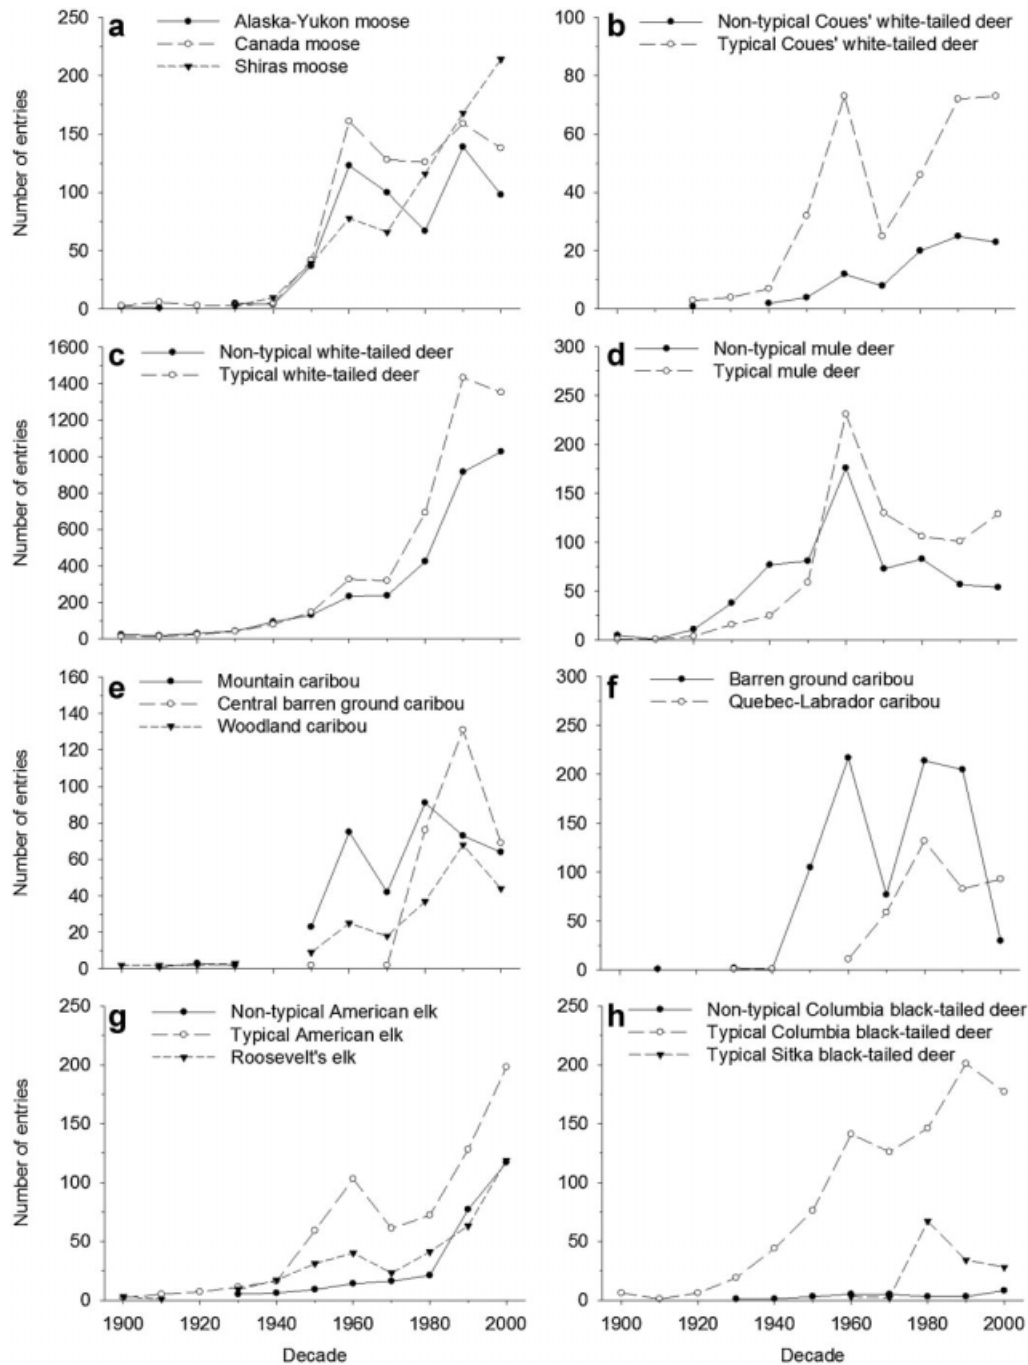 a
Alaska-Yukon moose
Canada moose
Shiras moose
250
200
150
100
50
0
Number of entries
b
Non-typical Coues' white-tailed deer
Typical Coues' white-tailed deer
100
80
60
40
20
0
c
Non-typical white-tailed deer
Typical white-tailed deer
1600
1400
1200
1000
800
600
400
200
0
Number of entries
d
Non-typical mule deer
Typical mule deer
300
250
200
150
100
50
0
e
Mountain caribou
Central barren ground caribou
Woodland caribou
160
140
120
100
80
60
40
20
0
Number of entries
f
Barren ground caribou
Quebec-Labrador caribou
300
250
200
150
100
50
0
g
Non-typical American elk
Typical American elk
Roosevelt's elk
250
200
150
100
50
0
Number of entries
1900 1920 1940 1960 1980 2000
Decade
h
Non-typical Columbia black-tailed deer
Typical Columbia black-tailed deer
Typical Sitka black-tailed deer
250
200
150
100
50
0
1900 1920 1940 1960 1980 2000
Decade